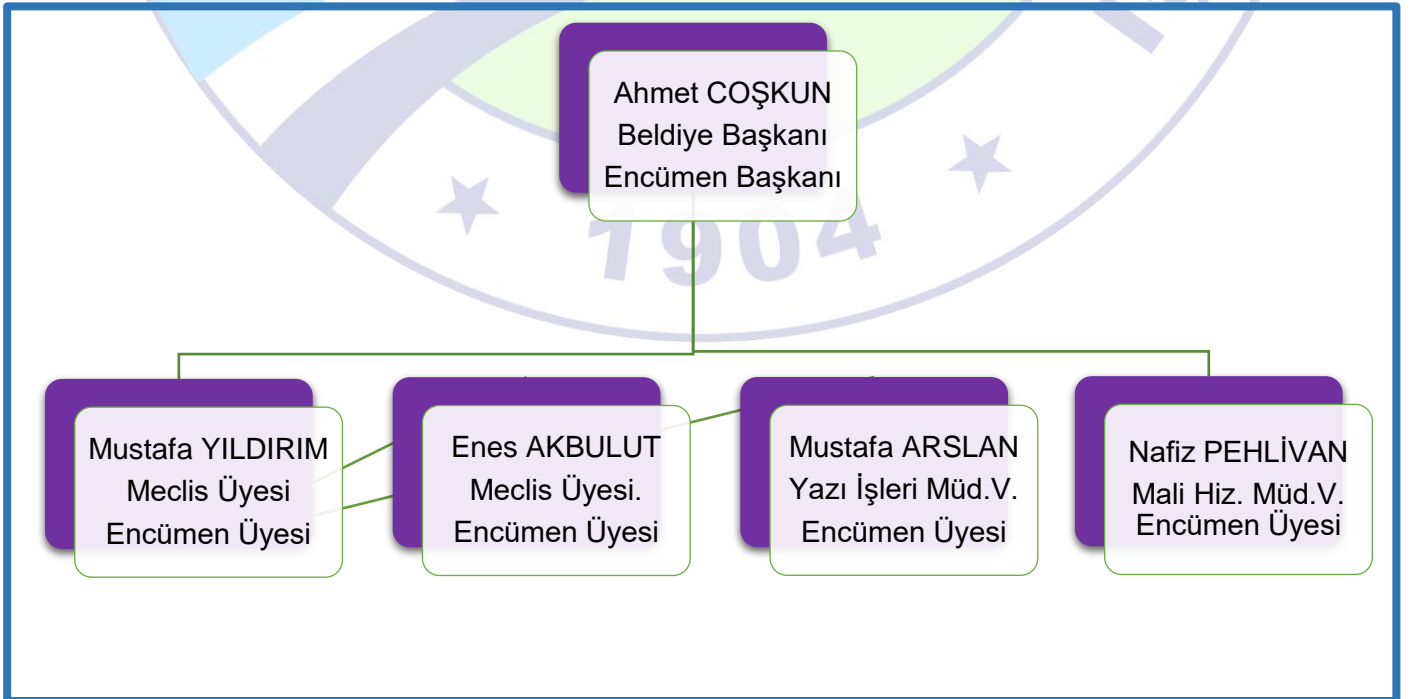 Ahmet COŞKUN
Beldiye Başkanı
Encümen Başkanı
1904
Mustafa YILDIRIM
Meclis Üyesi
Encümen Üyesi
Enes AKBULUT
Meclis Üyesi.
Encümen Üyesi
Mustafa ARSLAN
Yazı İşleri Müd.V.
Encümen Üyesi
Nafiz PEHLİVAN
Mali Hiz. Müd.V.
Encümen Üyesi